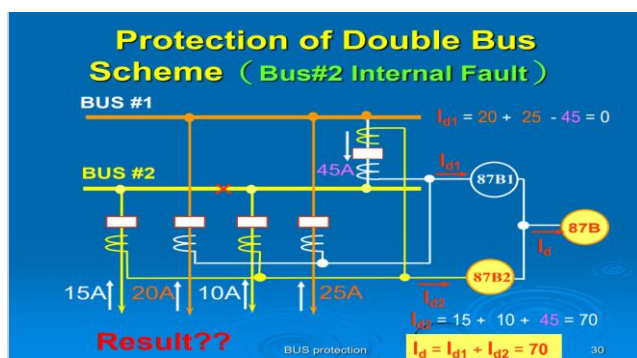 Protection of Double Bus
Scheme ( Bus#2 Internal Fault )
BUS #1
Id1 = 20 + 25 - 45 = 0
45A
Id1
87B1
BUS #2
87B
Id
15A
20A
10A
25A
Id2
87B2
Id2 = 15 + 10 + 45 = 70
Result??
BUS protection
Id = Id1 + Id2 = 70
30